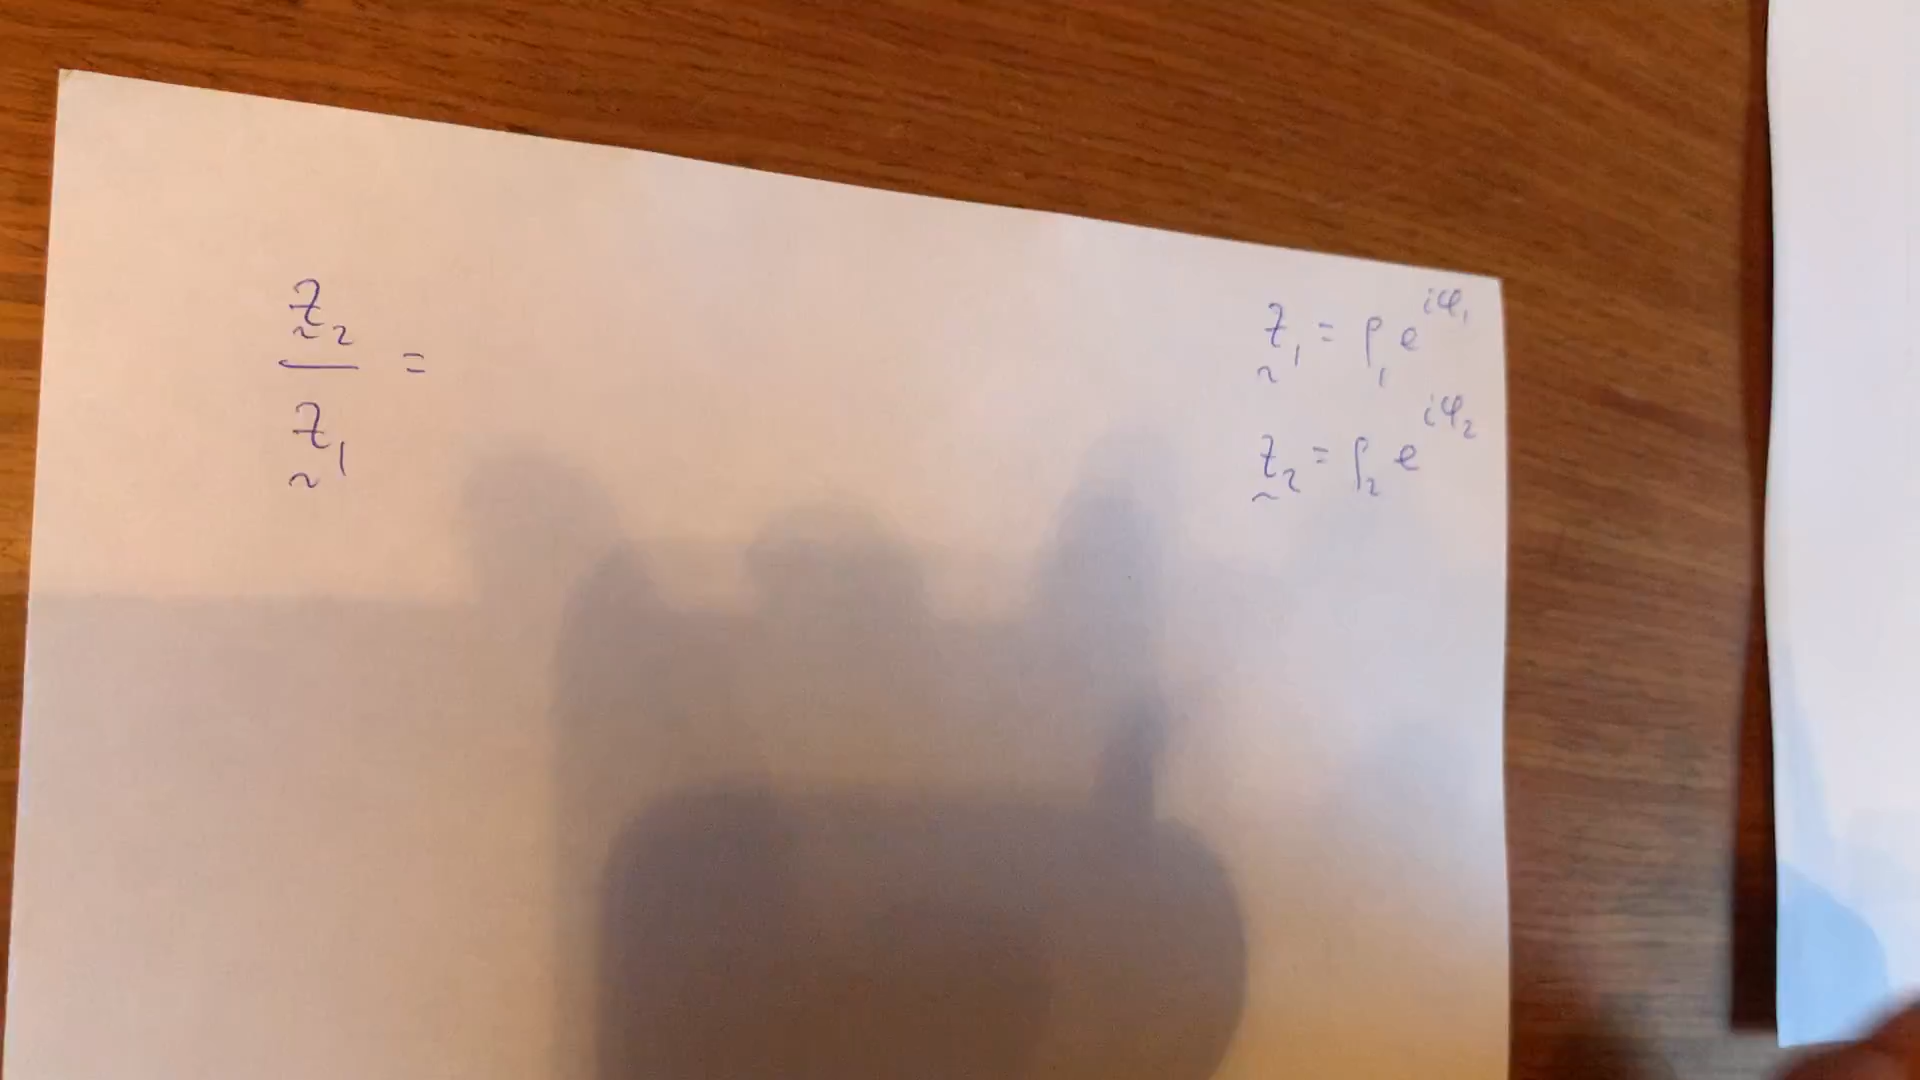 z₂
― =
z₁
z₁ = ρ₁ e^{iφ₁}
z₂ = ρ₂ e^{iφ₂}